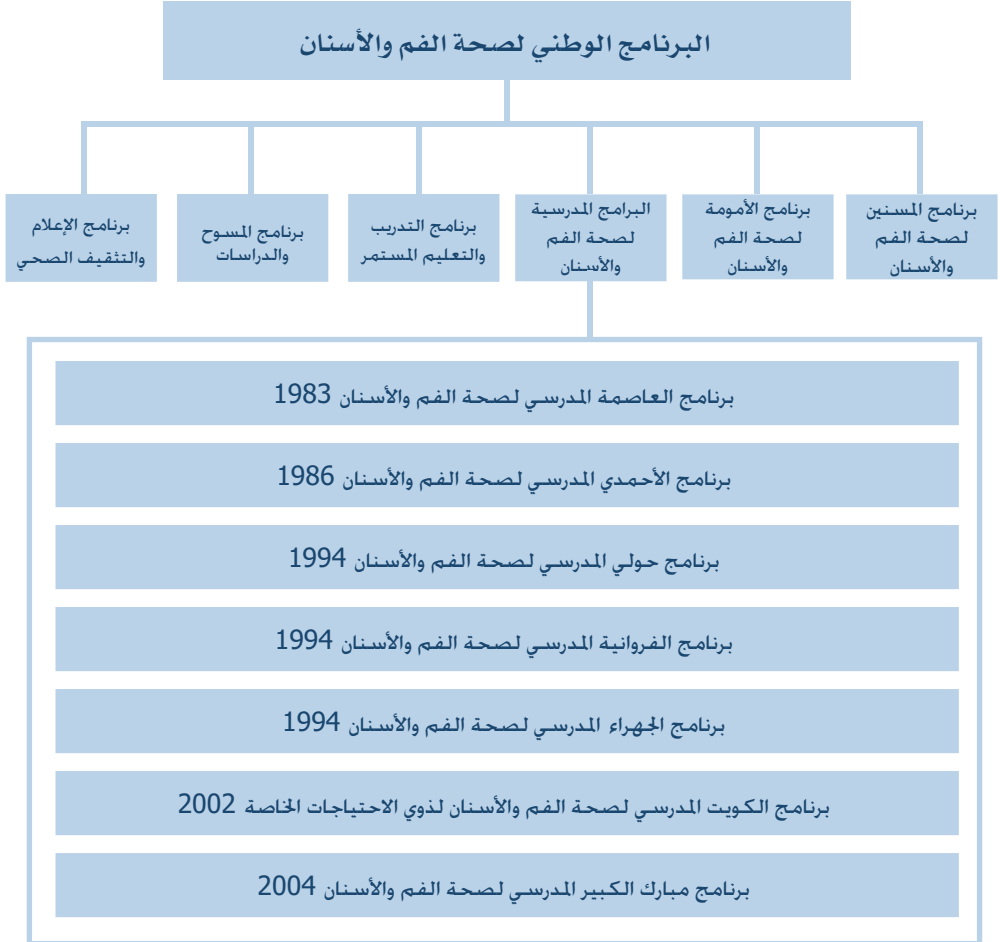 البرنامج الوطني لصحة الفم والأسنان
برنامج المسنين
لصحة الفم
والأسنان
برنامج الأمومة
لصحة الفم
والأسنان
البرامج المدرسية
لصحة الفم
والأسنان
برنامج التدريب
والتعليم المستمر
برنامج المسوح
والدراسات
برنامج الإعلام
والتثقيف الصحي
برنامج العاصمة المدرسي لصحة الفم والأسنان 1983
برنامج الأحمدي المدرسي لصحة الفم والأسنان 1986
برنامج حولي المدرسي لصحة الفم والأسنان 1994
برنامج الفروانية المدرسي لصحة الفم والأسنان 1994
برنامج الجهراء المدرسي لصحة الفم والأسنان 1994
برنامج الكويت المدرسي لصحة الفم والأسنان لذوي الاحتياجات الخاصة 2002
برنامج مبارك الكبير المدرسي لصحة الفم والأسنان 2004